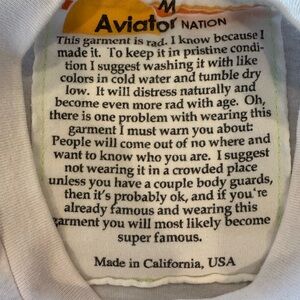 M
Aviator NATION
This garment is rad. I know because I
made it. To keep it in pristine condi-
tion I suggest washing it with like
colors in cold water and tumble dry
low. It will distress naturally and
become even more rad with age. Oh,
there is one problem with wearing this
garment I must warn you about:
People will come out of no where and
want to know who you are. I suggest
not wearing it in a crowded place
unless you have a couple body guards,
then it's probably ok, and if you're
already famous and wearing this
garment you will most likely become
super famous.
Made in California, USA